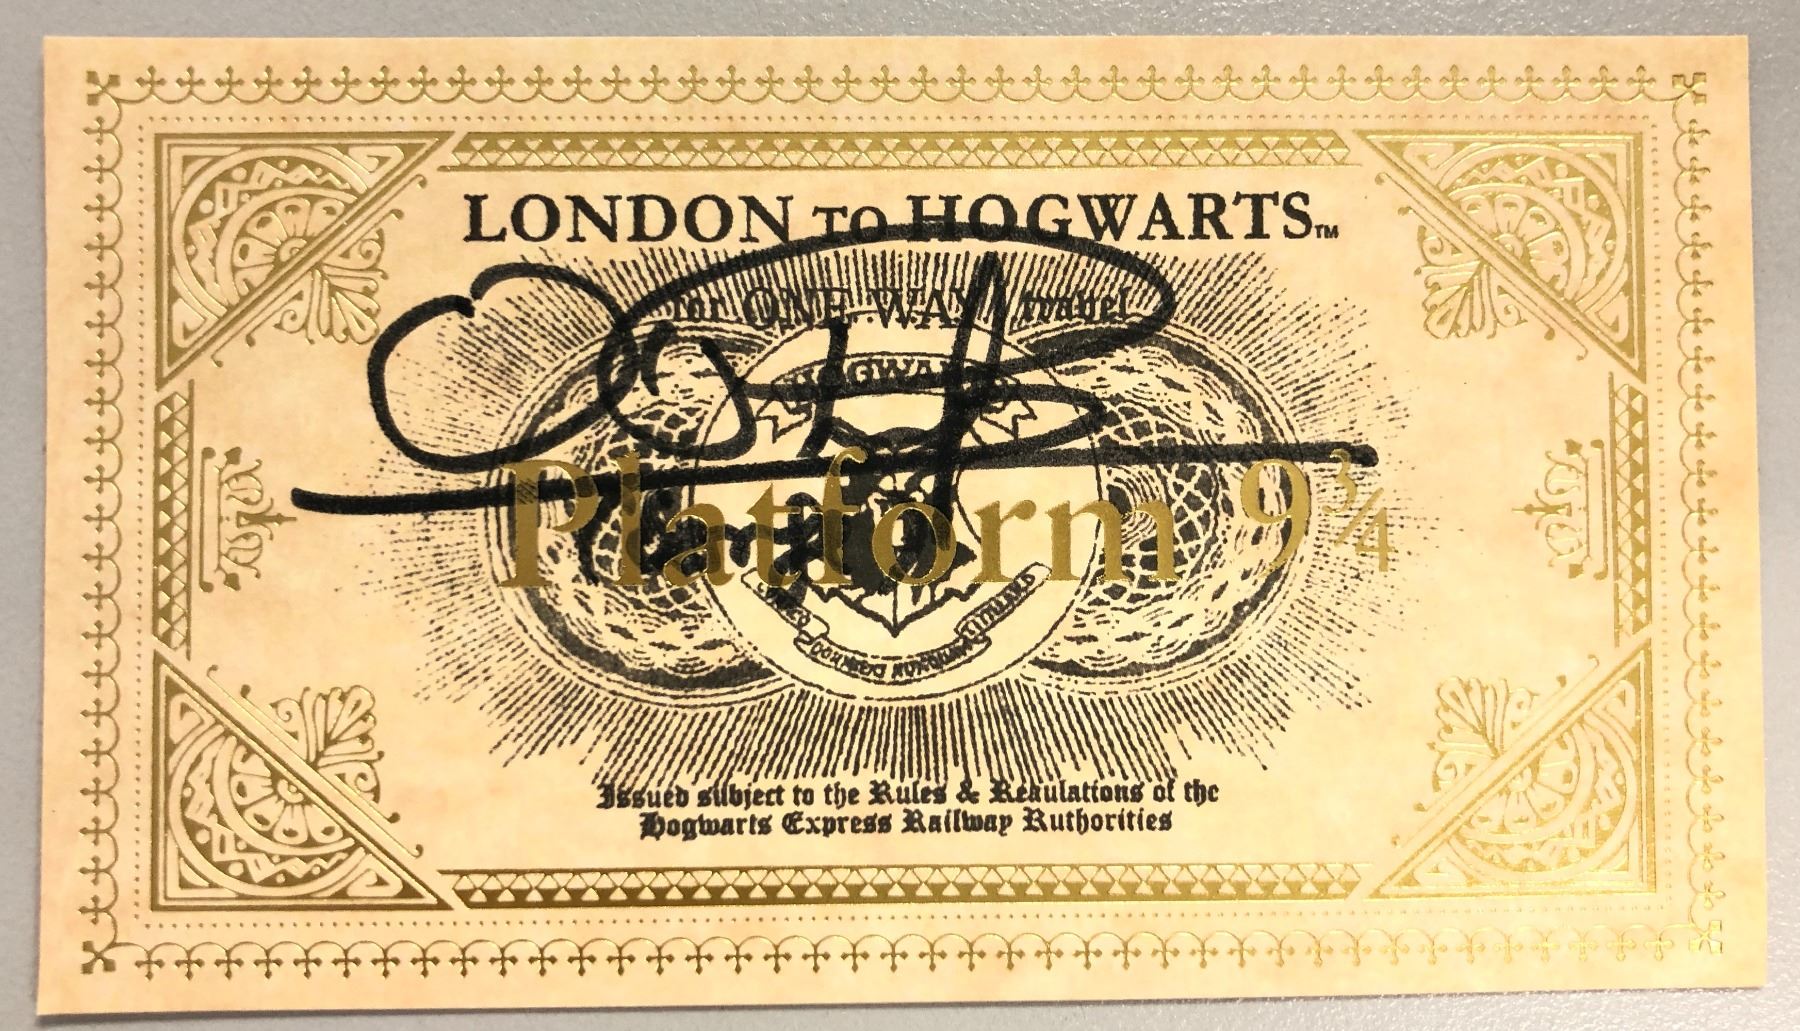 LONDON TO HOGWARTS™
for ONE WAY travel
HOGWARTS
Platform 9¾
Issued subject to the Rules & Regulations of the
Hogwarts Express Railway Authorities